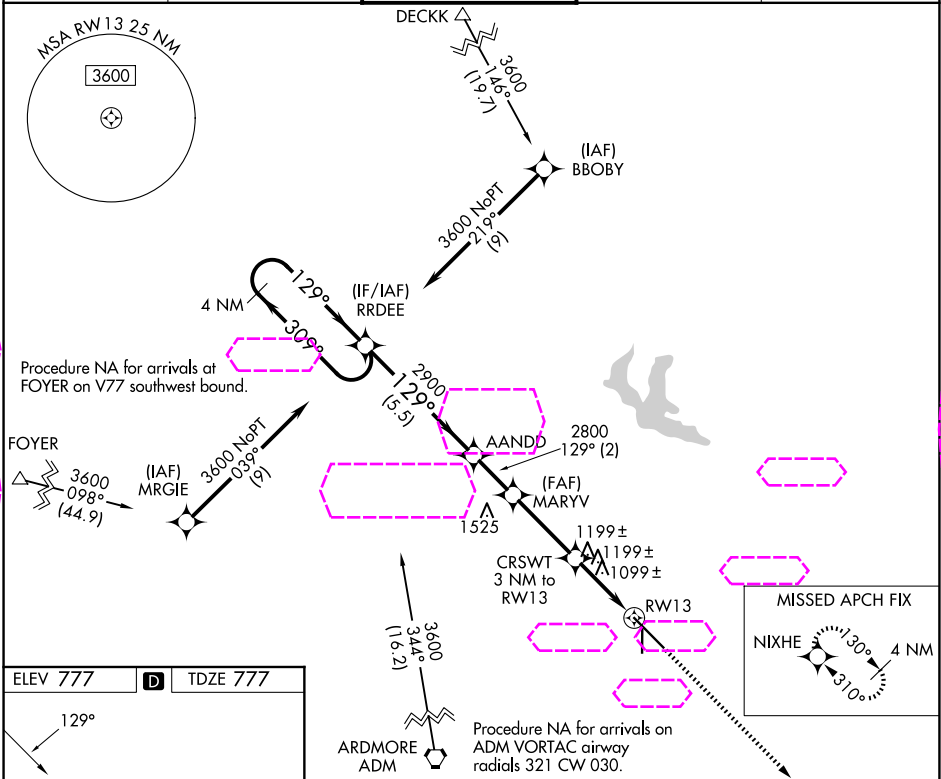 MSA RW13 25 NM
3600
DECKK
3600
146°
(19.7)
(IAF)
BBOBY
3600 NoPT
219°
(9)
(IF/IAF)
RRDEE
4 NM
129°
309°
Procedure NA for arrivals at
FOYER on V77 southwest bound.
2900
129°
(5.5)
FOYER
3600
098°
(44.9)
(IAF)
MRGIE
3600 NoPT
039°
(9)
AANDD
2800
129° (2)
(FAF)
MARYV
1525
1199±
1199±
1099±
CRSWT
3 NM to
RW13
RW13
MISSED APCH FIX
NIXHE
130°
4 NM
310°
3600
344°
(16.2)
ARDMORE
ADM
Procedure NA for arrivals on
ADM VORTAC airway
radials 321 CW 030.
ELEV 777
D
TDZE 777
129°